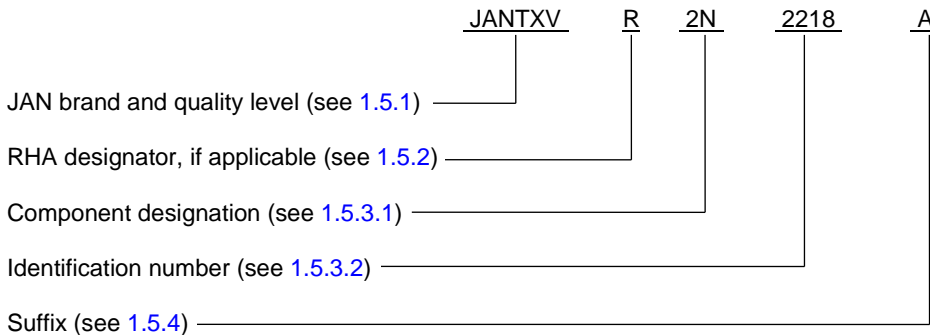 JANTXV R 2N 2218 A
JAN brand and quality level (see 1.5.1)
RHA designator, if applicable (see 1.5.2)
Component designation (see 1.5.3.1)
Identification number (see 1.5.3.2)
Suffix (see 1.5.4)